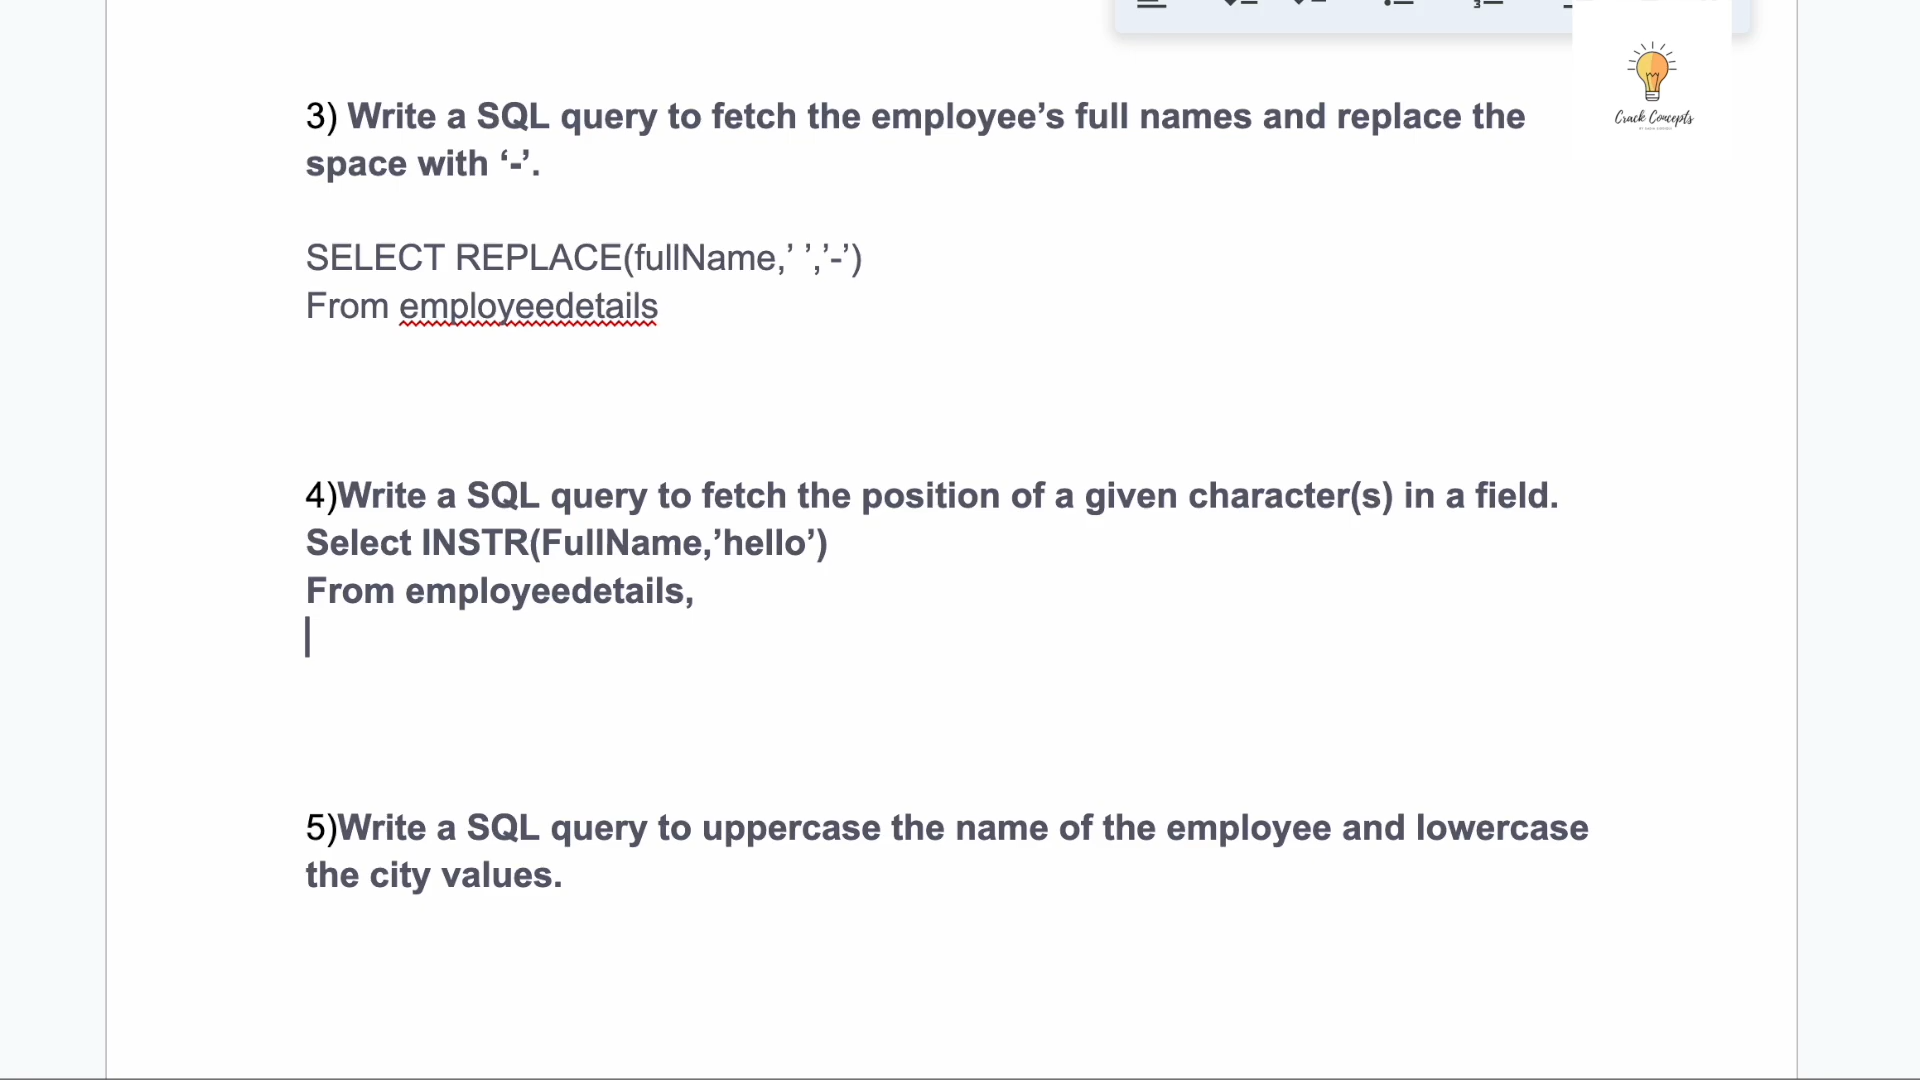 Crack Concepts
3) Write a SQL query to fetch the employee’s full names and replace the
space with ‘-’.
SELECT REPLACE(fullName,’ ’,’-’)
From employeedetails
4)Write a SQL query to fetch the position of a given character(s) in a field.
Select INSTR(FullName,’hello’)
From employeedetails,
5)Write a SQL query to uppercase the name of the employee and lowercase
the city values.